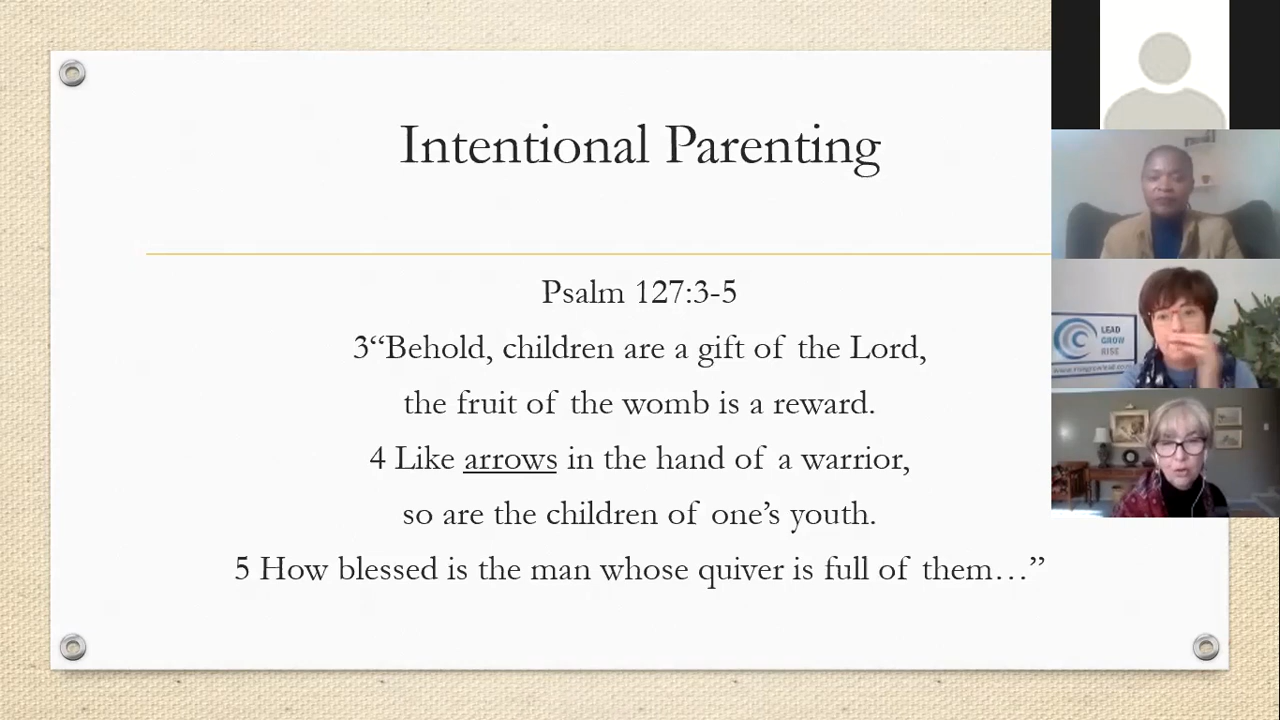 Intentional Parenting
Psalm 127:3-5
3“Behold, children are a gift of the Lord,
the fruit of the womb is a reward.
4 Like arrows in the hand of a warrior,
so are the children of one’s youth.
5 How blessed is the man whose quiver is full of them…”
LEAD
GROW
RISE